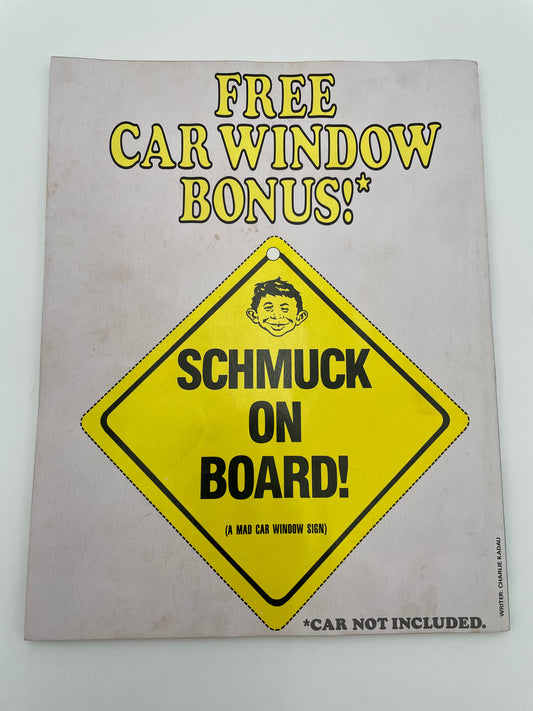 FREE
CAR WINDOW
BONUS!*
SCHMUCK
ON
BOARD!
(A MAD CAR WINDOW SIGN)
*CAR NOT INCLUDED.
WRITER: CHARLIE KADAU